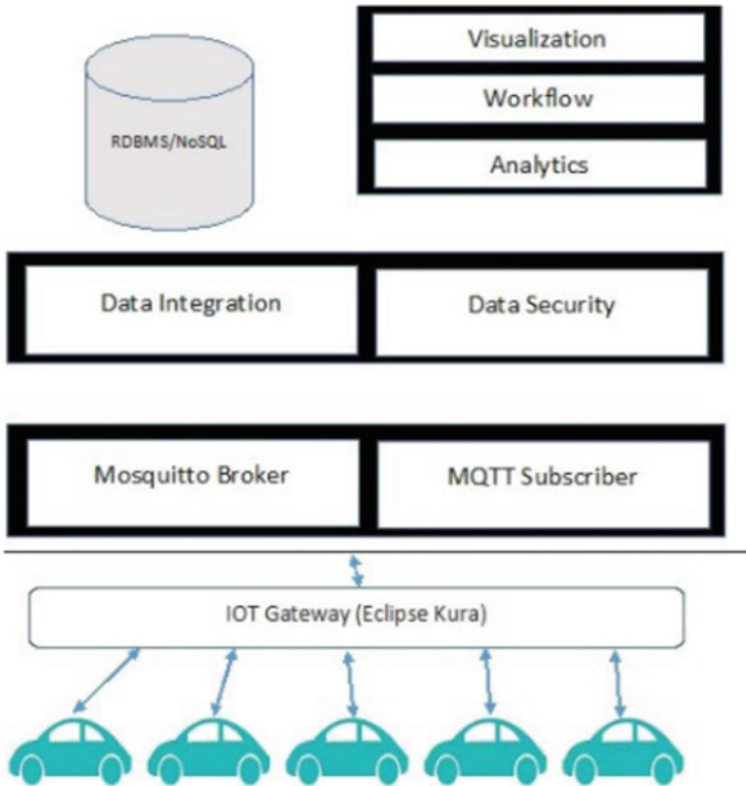 Visualization
Workflow
RDBMS/NoSQL
Analytics
Data Integration
Data Security
Mosquitto Broker
MQTT Subscriber
IOT Gateway (Eclipse Kura)